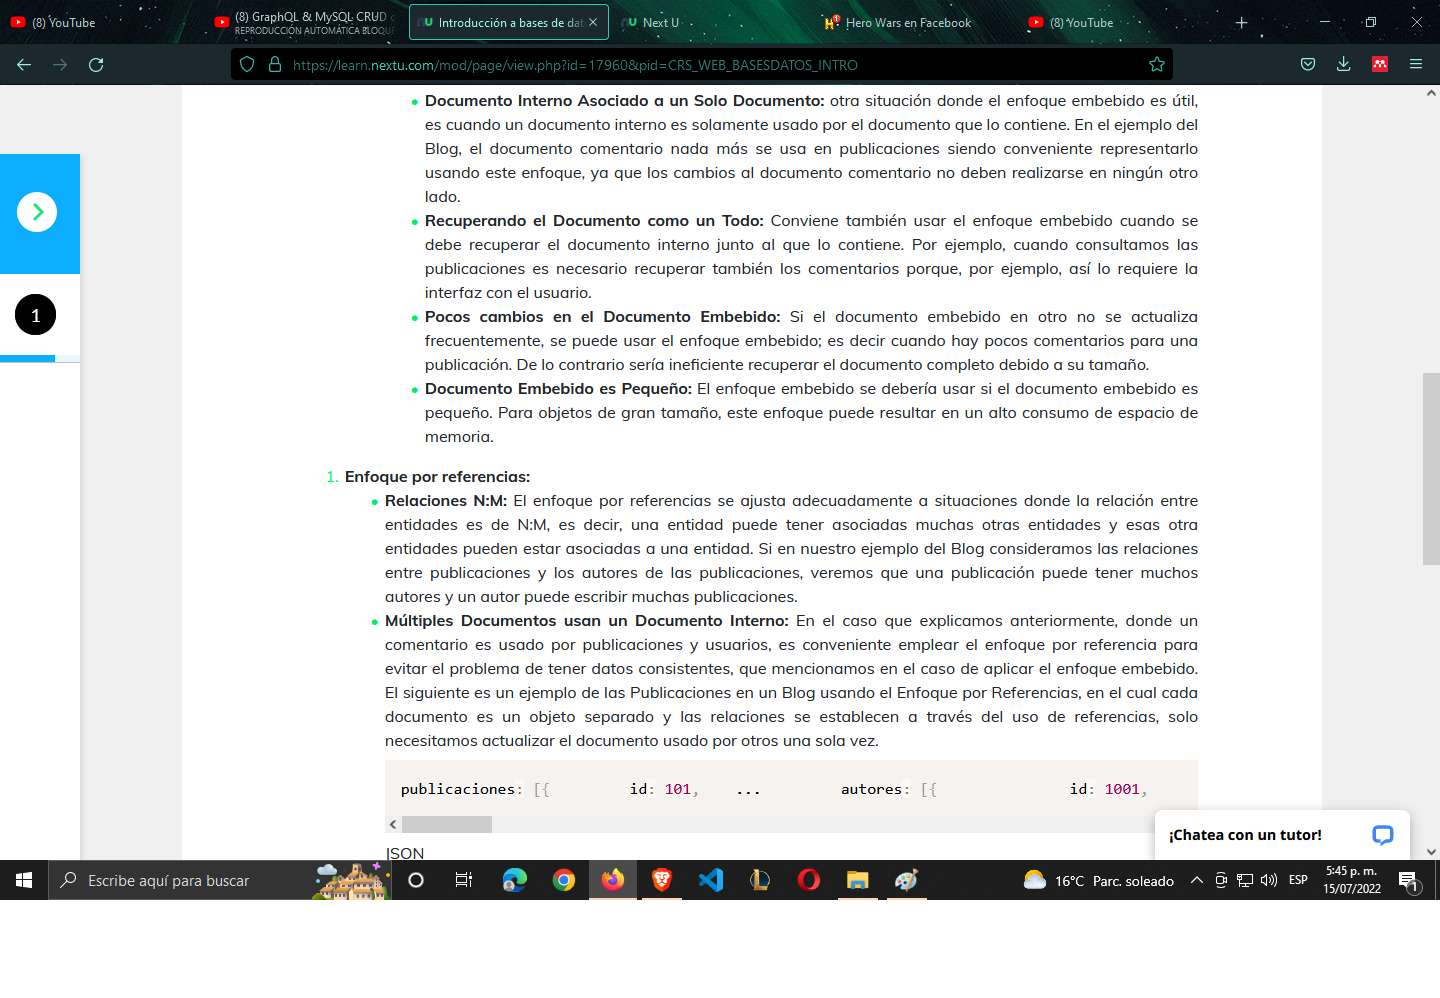 (8) YouTube
(8) GraphQL & MySQL CRUD
REPRODUCCIÓN AUTOMÁTICA BLOQUE
Introducción a bases de dat
Next U
Hero Wars en Facebook
(8) YouTube
https://learn.nextu.com/mod/page/view.php?id=17960&pid=CRS_WEB_BASESDATOS_INTRO
Documento Interno Asociado a un Solo Documento: otra situación donde el enfoque embebido es útil,
es cuando un documento interno es solamente usado por el documento que lo contiene. En el ejemplo del
Blog, el documento comentario nada más se usa en publicaciones siendo conveniente representarlo
usando este enfoque, ya que los cambios al documento comentario no deben realizarse en ningún otro
lado.
Recuperando el Documento como un Todo: Conviene también usar el enfoque embebido cuando se
debe recuperar el documento interno junto al que lo contiene. Por ejemplo, cuando consultamos las
publicaciones es necesario recuperar también los comentarios porque, por ejemplo, así lo requiere la
interfaz con el usuario.
Pocos cambios en el Documento Embebido: Si el documento embebido en otro no se actualiza
frecuentemente, se puede usar el enfoque embebido; es decir cuando hay pocos comentarios para una
publicación. De lo contrario sería ineficiente recuperar el documento completo debido a su tamaño.
Documento Embebido es Pequeño: El enfoque embebido se debería usar si el documento embebido es
pequeño. Para objetos de gran tamaño, este enfoque puede resultar en un alto consumo de espacio de
memoria.
1
1. Enfoque por referencias:
Relaciones N:M: El enfoque por referencias se ajusta adecuadamente a situaciones donde la relación entre
entidades es de N:M, es decir, una entidad puede tener asociadas muchas otras entidades y esas otra
entidades pueden estar asociadas a una entidad. Si en nuestro ejemplo del Blog consideramos las relaciones
entre publicaciones y los autores de las publicaciones, veremos que una publicación puede tener muchos
autores y un autor puede escribir muchas publicaciones.
Múltiples Documentos usan un Documento Interno: En el caso que explicamos anteriormente, donde un
comentario es usado por publicaciones y usuarios, es conveniente emplear el enfoque por referencia para
evitar el problema de tener datos consistentes, que mencionamos en el caso de aplicar el enfoque embebido.
El siguiente es un ejemplo de las Publicaciones en un Blog usando el Enfoque por Referencias, en el cual cada
documento es un objeto separado y las relaciones se establecen a través del uso de referencias, solo
necesitamos actualizar el documento usado por otros una sola vez.
publicaciones: [{ id: 101, ... autores: [{ id: 1001,
JSON
¡Chatea con un tutor!
Escribe aquí para buscar
16°C Parc. soleado
ESP
5:45 p. m.
15/07/2022
1